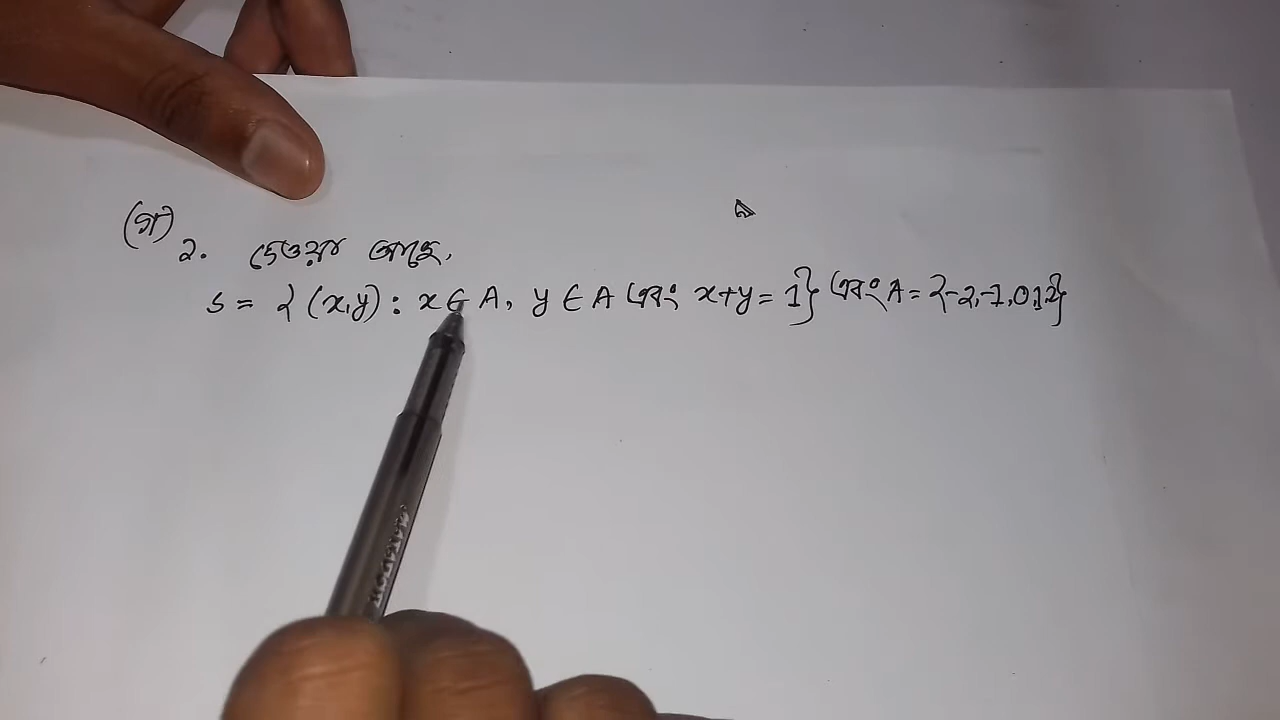 (গ)
২. দেওয়া আছে,
S = {(x,y) : x ∈ A, y ∈ A এবং x+y = 1} এবং A = {-2,-1,0,1,2}